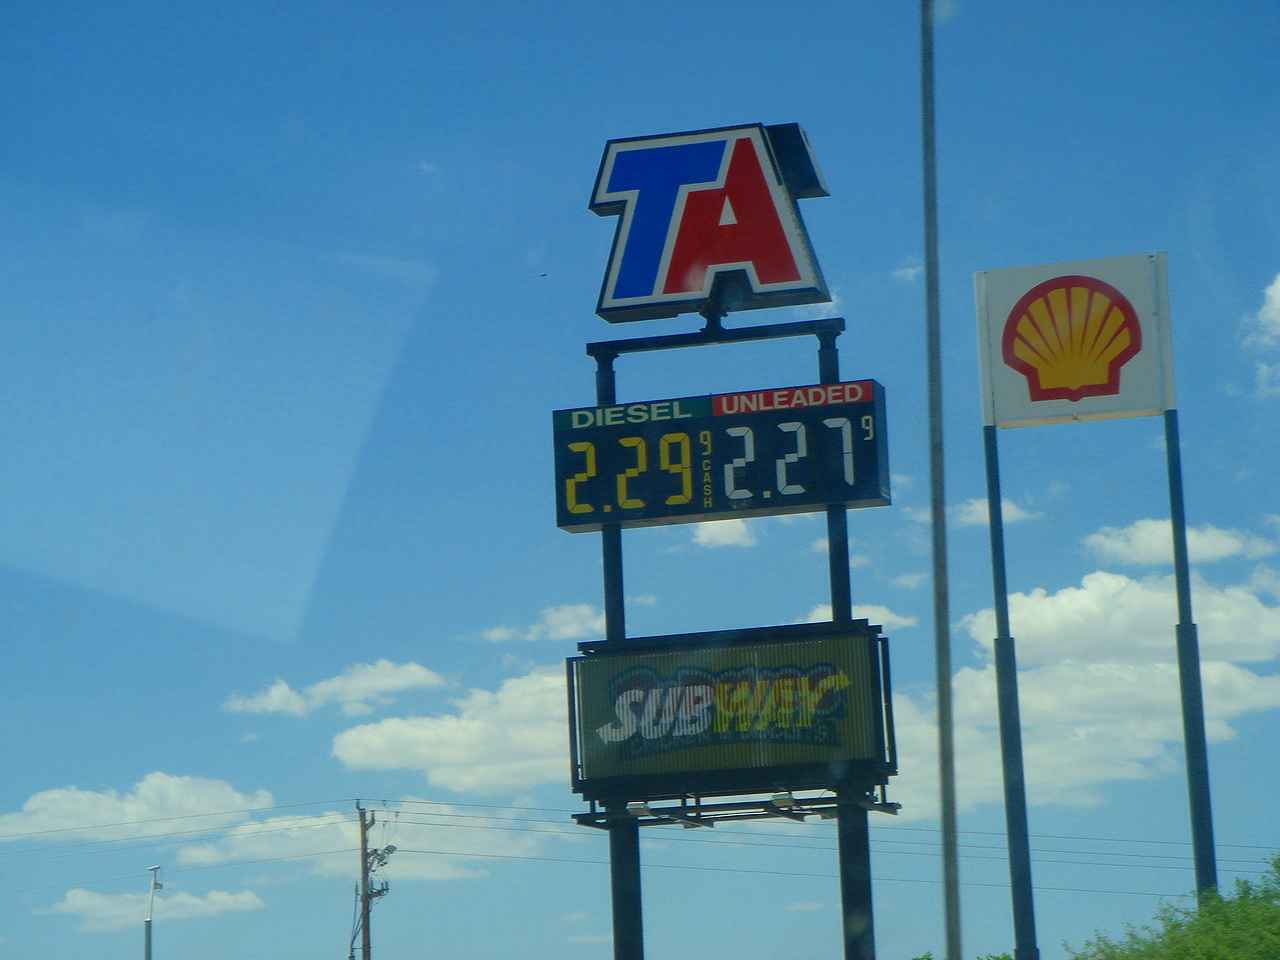 TA
DIESEL UNLEADED
2.29 9 CASH 2.27 9
SUBWAY